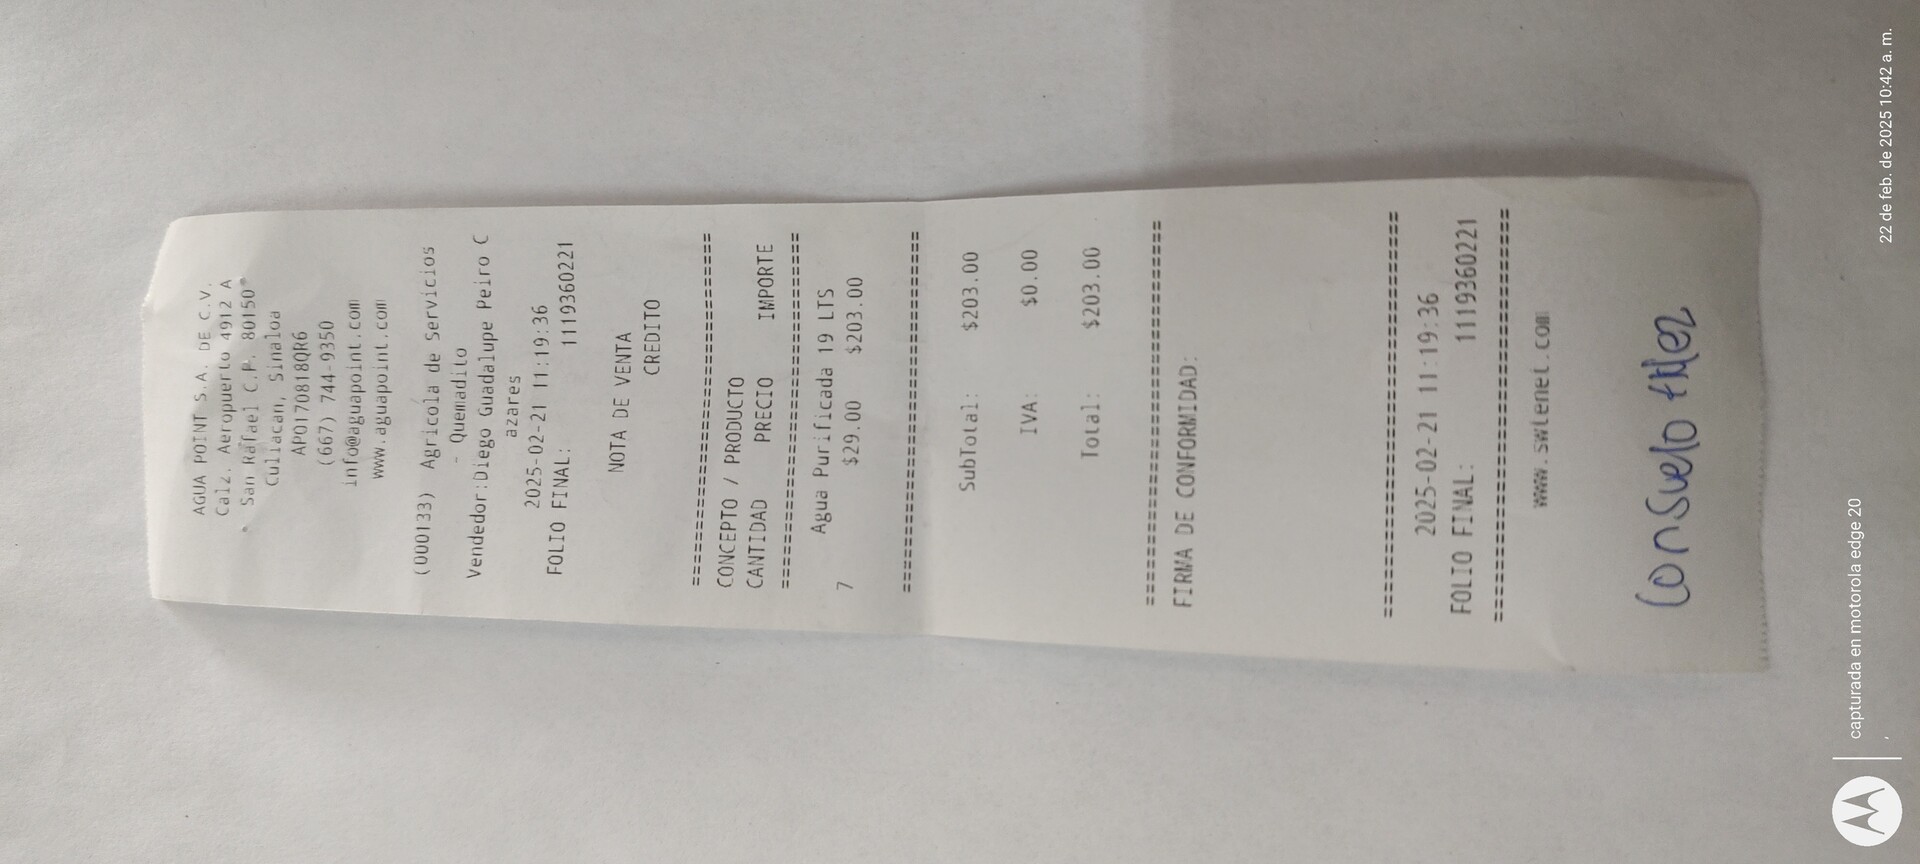 AGUA POINT S.A. DE C.V.
Calz. Aeropuerto 4912 A
San Rafael C.P. 80150
Culiacan, Sinaloa
APO170818QR6
(667) 744-9350
info@aguapoint.com
www.aguapoint.com
(000133) Agricola de Servicios
- Quemadito
Vendedor:Diego Guadalupe Peiro C
azares
2025-02-21 11:19:36
FOLIO FINAL: 1119360221
NOTA DE VENTA
CREDITO
================================
CONCEPTO / PRODUCTO
CANTIDAD PRECIO IMPORTE
================================
Agua Purificada 19 LTS
7 $29.00 $203.00
================================
SubTotal: $203.00
IVA: $0.00
Total: $203.00
================================
FIRMA DE CONFORMIDAD:
================================
2025-02-21 11:19:36
FOLIO FINAL: 1119360221
================================
www.switenet.com
Consuelo
capturada en motorola edge 20
22 de feb. de 2025 10:42 a. m.